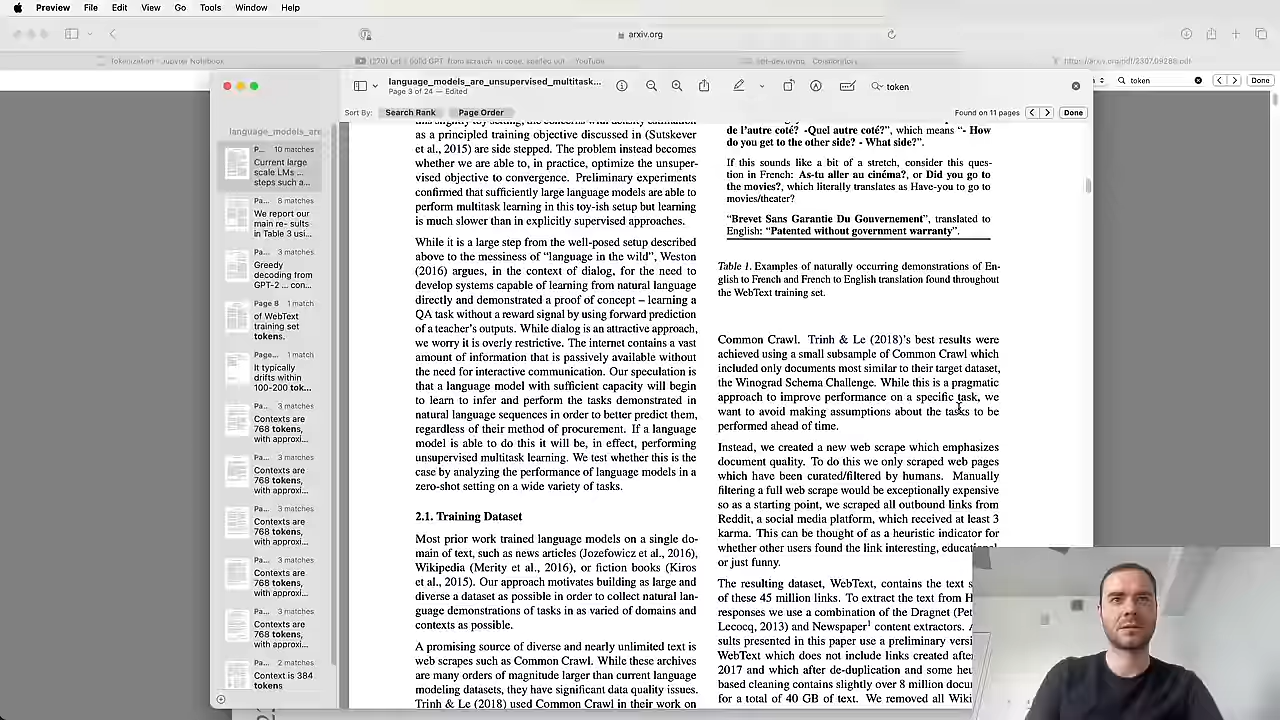 Preview File Edit View Go Tools Window Help
arxiv.org
Tokenization - Jupyter Notebook
YouTube
https://arxiv.org/pdf/2307.09288.pdf
language_models_are_unsupervised_multitask...
Page 3 of 24 — Edited
token
token
Done
Sort By: Search Rank Page Order
Found on 11 pages
Done
language_models_are
P... 10 matches
Current large
scale LMs ...
steps such a...
P... 8 matches
We report our
main re- sults
in Table 3 usi...
P... 3 matches
Greedy
decoding from
GPT-2 ... co...
Page 8 1 match
of WebText
training set
tokens.
Page... 1 match
It typically
drifts within
100-200 tok...
Pa... 3 matches
Contexts are
768 tokens,
with approxi...
Pa... 3 matches
Contexts are
768 tokens,
with approxi...
Pa... 3 matches
Contexts are
768 tokens,
with approxi...
Pa... 3 matches
Contexts are
768 tokens,
with approxi...
Pa... 3 matches
Contexts are
768 tokens,
with approxi...
Pa... 2 matches
Context is 384
tokens
as a principled training objective discussed in (Sutskever
et al., 2015) are side stepped. The problem instead becomes
whether we are able to, in practice, optimize the unsuper-
vised objective to convergence. Preliminary experiments
confirmed that sufficiently large language models are able to
perform multitask learning in this toy-ish setup but learning
is much slower than in explicitly supervised approaches.
While it is a large step from the well-posed setup described
above to the messiness of “language in the wild”, Weston
(2016) argues, in the context of dialog, for the need to
develop systems capable of learning from natural language
directly and demonstrated a proof of concept – learning a
QA task without a reward signal by using forward prediction
of a teacher's outputs. While dialog is an attractive approach,
we worry it is overly restrictive. The internet contains a vast
amount of information that is passively available without
the need for interactive communication. Our speculation is
that a language model with sufficient capacity will begin
to learn to infer and perform the tasks demonstrated in
natural language sequences in order to better predict them,
regardless of their method of procurement. If a language
model is able to do this it will be, in effect, performing
unsupervised multitask learning. We test whether this is the
case by analyzing the performance of language models in a
zero-shot setting on a wide variety of tasks.
2.1. Training Dataset
Most prior work trained language models on a single do-
main of text, such as news articles (Jozefowicz et al., 2016),
Wikipedia (Merity et al., 2016), or fiction books (Kiros
et al., 2015). Our approach motivates building as large and
diverse a dataset as possible in order to collect natural lan-
guage demonstrations of tasks in as varied of domains and
contexts as possible.
A promising source of diverse and nearly unlimited text is
web scrapes such as Common Crawl. While these archives
are many orders of magnitude larger than current language
modeling datasets, they have significant data quality issues.
Trinh & Le (2018) used Common Crawl in their work on
de l'autre coté? -Quel autre coté?”, which means “- How
do you get to the other side? - What side?”.
If this sounds like a bit of a stretch, consider this ques-
tion in French: As-tu aller au cinéma?, or Did you go to
the movies?, which literally translates as Have-you to go to
movies/theater?
“Brevet Sans Garantie Du Gouvernement”, translated to
English: “Patented without government warranty”.
Table 1. Examples of naturally occurring demonstrations of En-
glish to French and French to English translation found throughout
the WebText training set.
Common Crawl. Trinh & Le (2018)'s best results were
achieved using a small subsample of Common Crawl which
included only documents most similar to their target dataset,
the Winograd Schema Challenge. While this is a pragmatic
approach to improve performance on a specific task, we
want to avoid making assumptions about the tasks to be
performed ahead of time.
Instead, we created a new web scrape which emphasizes
document quality. To do this we only scraped web pages
which have been curated/filtered by humans. Manually
filtering a full web scrape would be exceptionally expensive
so as a starting point, we scraped all outbound links from
Reddit, a social media platform, which received at least 3
karma. This can be thought of as a heuristic indicator for
whether other users found the link interesting, educational,
or just funny.
The resulting dataset, WebText, contains the text s
of these 45 million links. To extract the text from H
responses we use a combination of the Dragnet (Pet
Lecocq, 2013) and Newspaper1 content extractors. A
sults presented in this paper use a preliminary versi
WebText which does not include links created after
2017 and which after de-duplication and some heu
based cleaning contains slightly over 8 million docu
for a total of 40 GB of text. We removed all Wiki